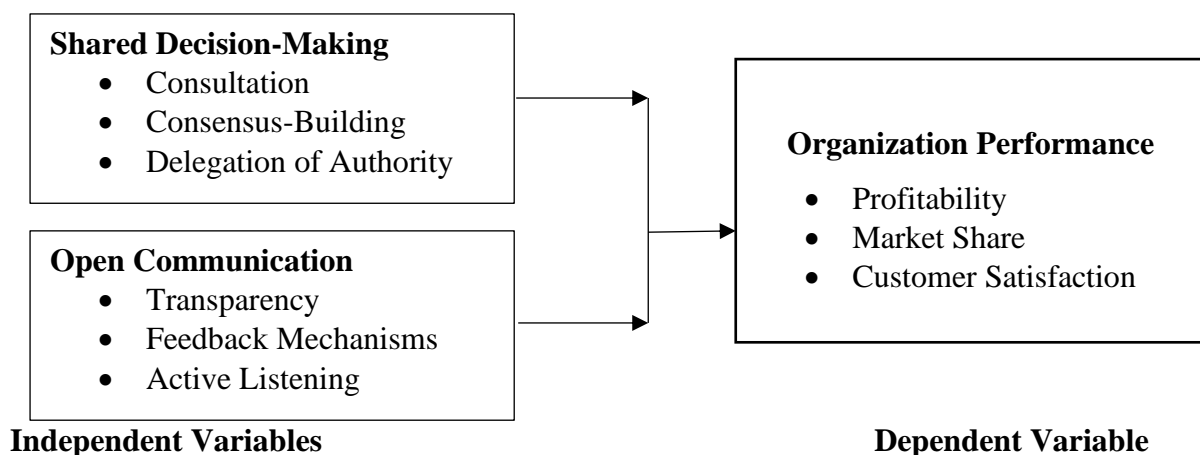 Shared Decision-Making
• Consultation
• Consensus-Building
• Delegation of Authority
Open Communication
• Transparency
• Feedback Mechanisms
• Active Listening
Independent Variables
Organization Performance
• Profitability
• Market Share
• Customer Satisfaction
Dependent Variable